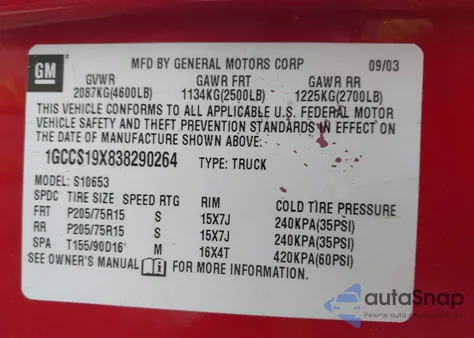 GM
MFD BY GENERAL MOTORS CORP 09/03
GVWR GAWR FRT GAWR RR
2087KG(4600LB) 1134KG(2500LB) 1225KG(2700LB)
THIS VEHICLE CONFORMS TO ALL APPLICABLE U.S. FEDERAL MOTOR
VEHICLE SAFETY AND THEFT PREVENTION STANDARDS IN EFFECT ON
THE DATE OF MANUFACTURE SHOWN ABOVE.
1GCCS19X838290264 TYPE: TRUCK
MODEL: S10653
SPDC TIRE SIZE SPEED RTG RIM COLD TIRE PRESSURE
FRT P205/75R15 S 15X7J 240KPA(35PSI)
RR P205/75R15 S 15X7J 240KPA(35PSI)
SPA T155/90D16 M 16X4T 420KPA(60PSI)
SEE OWNER'S MANUAL i FOR MORE INFORMATION.
autoSnap
Pewne auto prywatne z